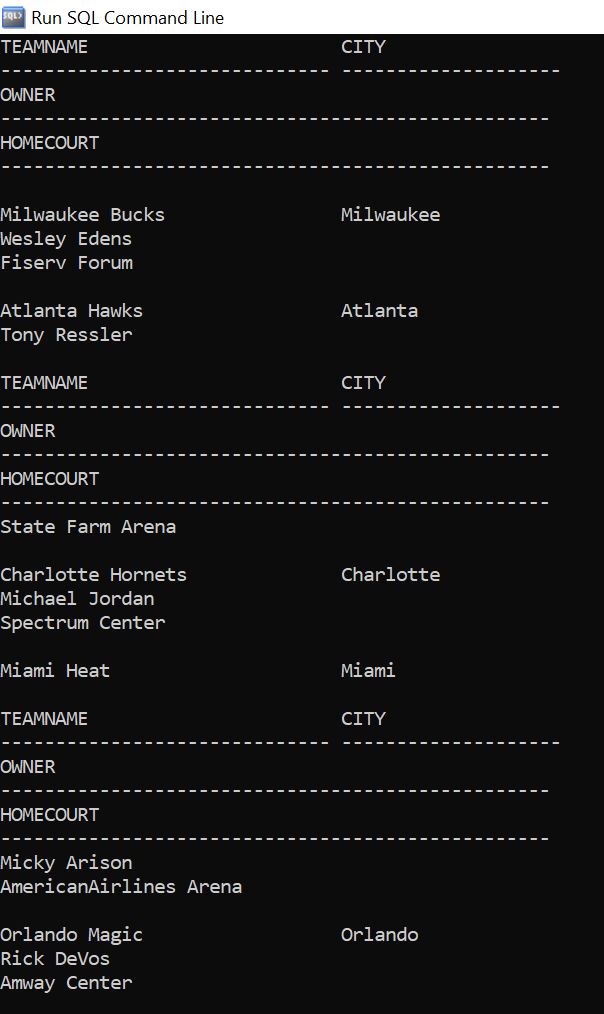 SQL> Run SQL Command Line
TEAMNAME CITY
------------------------------ --------------------
OWNER
--------------------------------------------------
HOMECOURT
--------------------------------------------------
Milwaukee Bucks Milwaukee
Wesley Edens
Fiserv Forum
Atlanta Hawks Atlanta
Tony Ressler
TEAMNAME CITY
------------------------------ --------------------
OWNER
--------------------------------------------------
HOMECOURT
--------------------------------------------------
State Farm Arena
Charlotte Hornets Charlotte
Michael Jordan
Spectrum Center
Miami Heat Miami
TEAMNAME CITY
------------------------------ --------------------
OWNER
--------------------------------------------------
HOMECOURT
--------------------------------------------------
Micky Arison
AmericanAirlines Arena
Orlando Magic Orlando
Rick DeVos
Amway Center